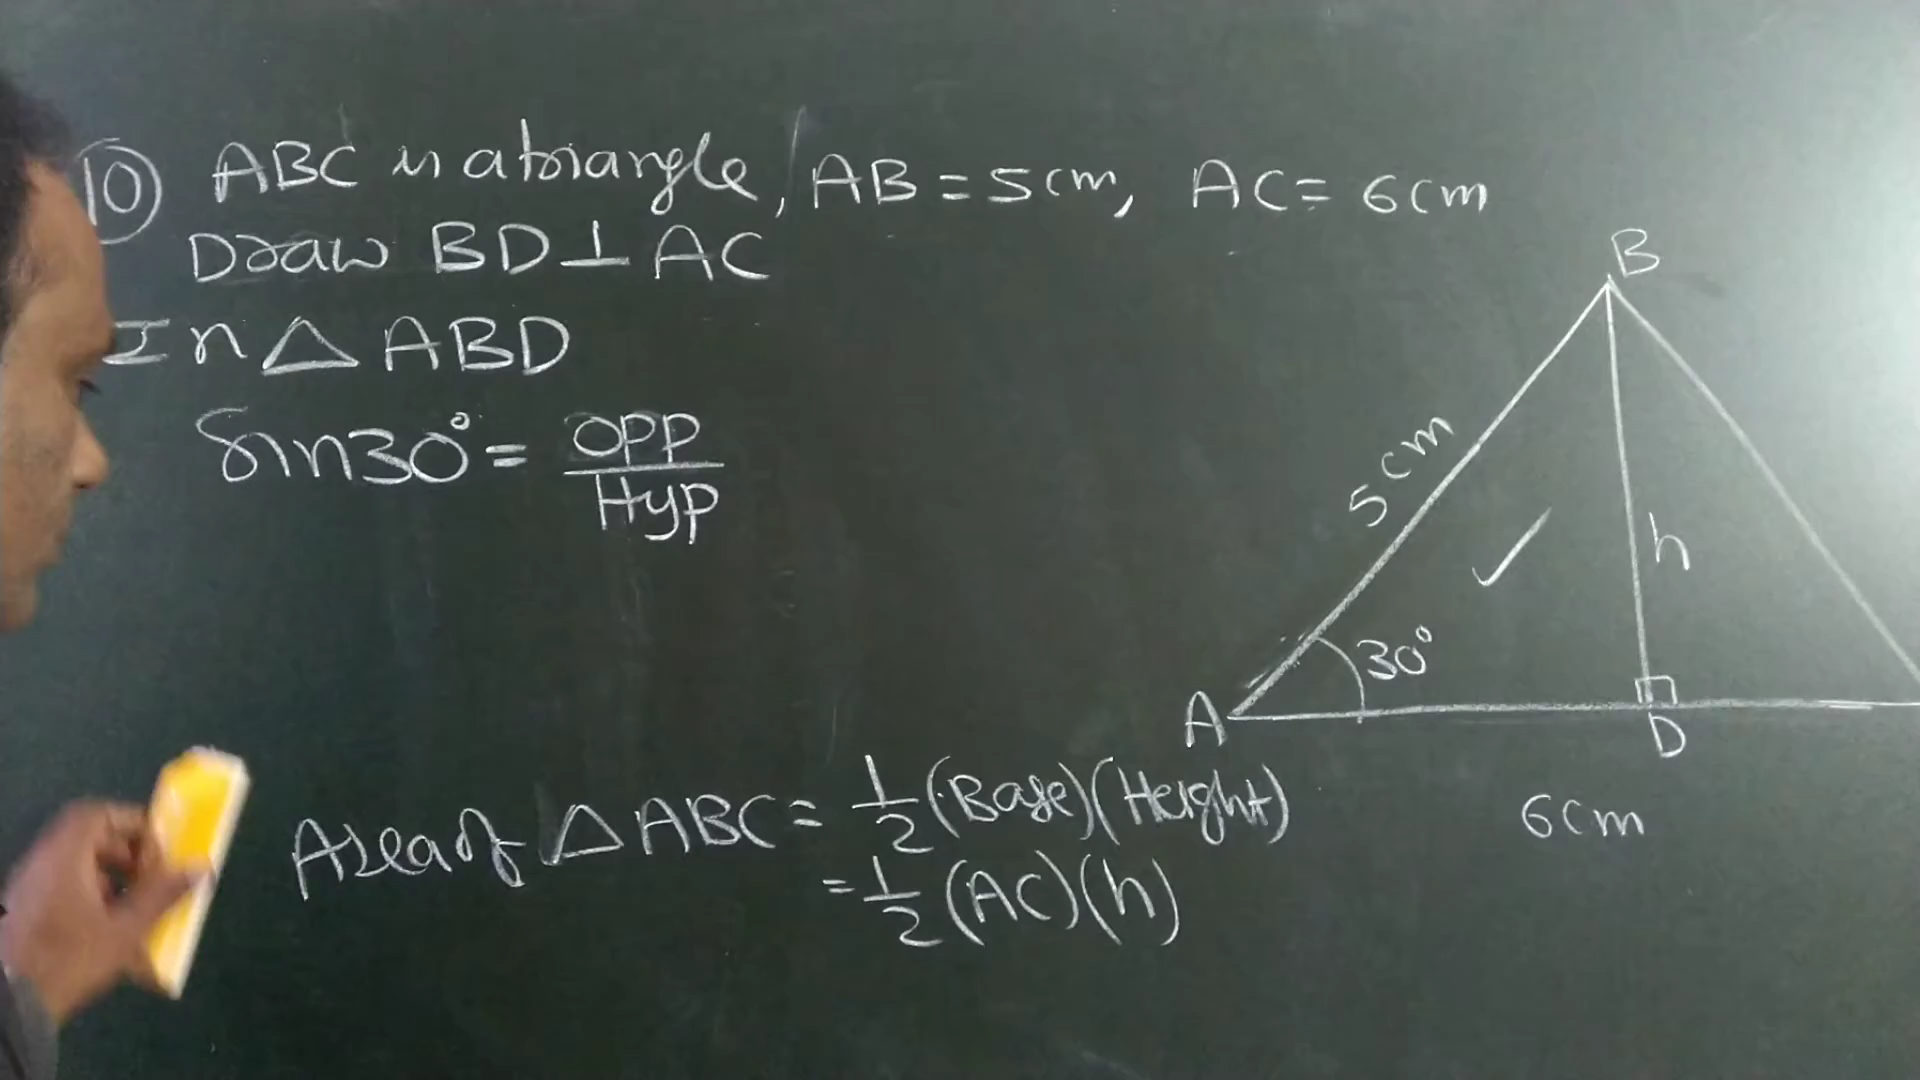 10 ABC is a triangle, AB = 5cm, AC = 6cm
Draw BD ⊥ AC
In △ ABD
Sin30° = Opp/Hyp
Area of △ ABC = 1/2 (Base)(Height)
= 1/2 (AC)(h)
B
5cm
h
30°
A
D
6cm